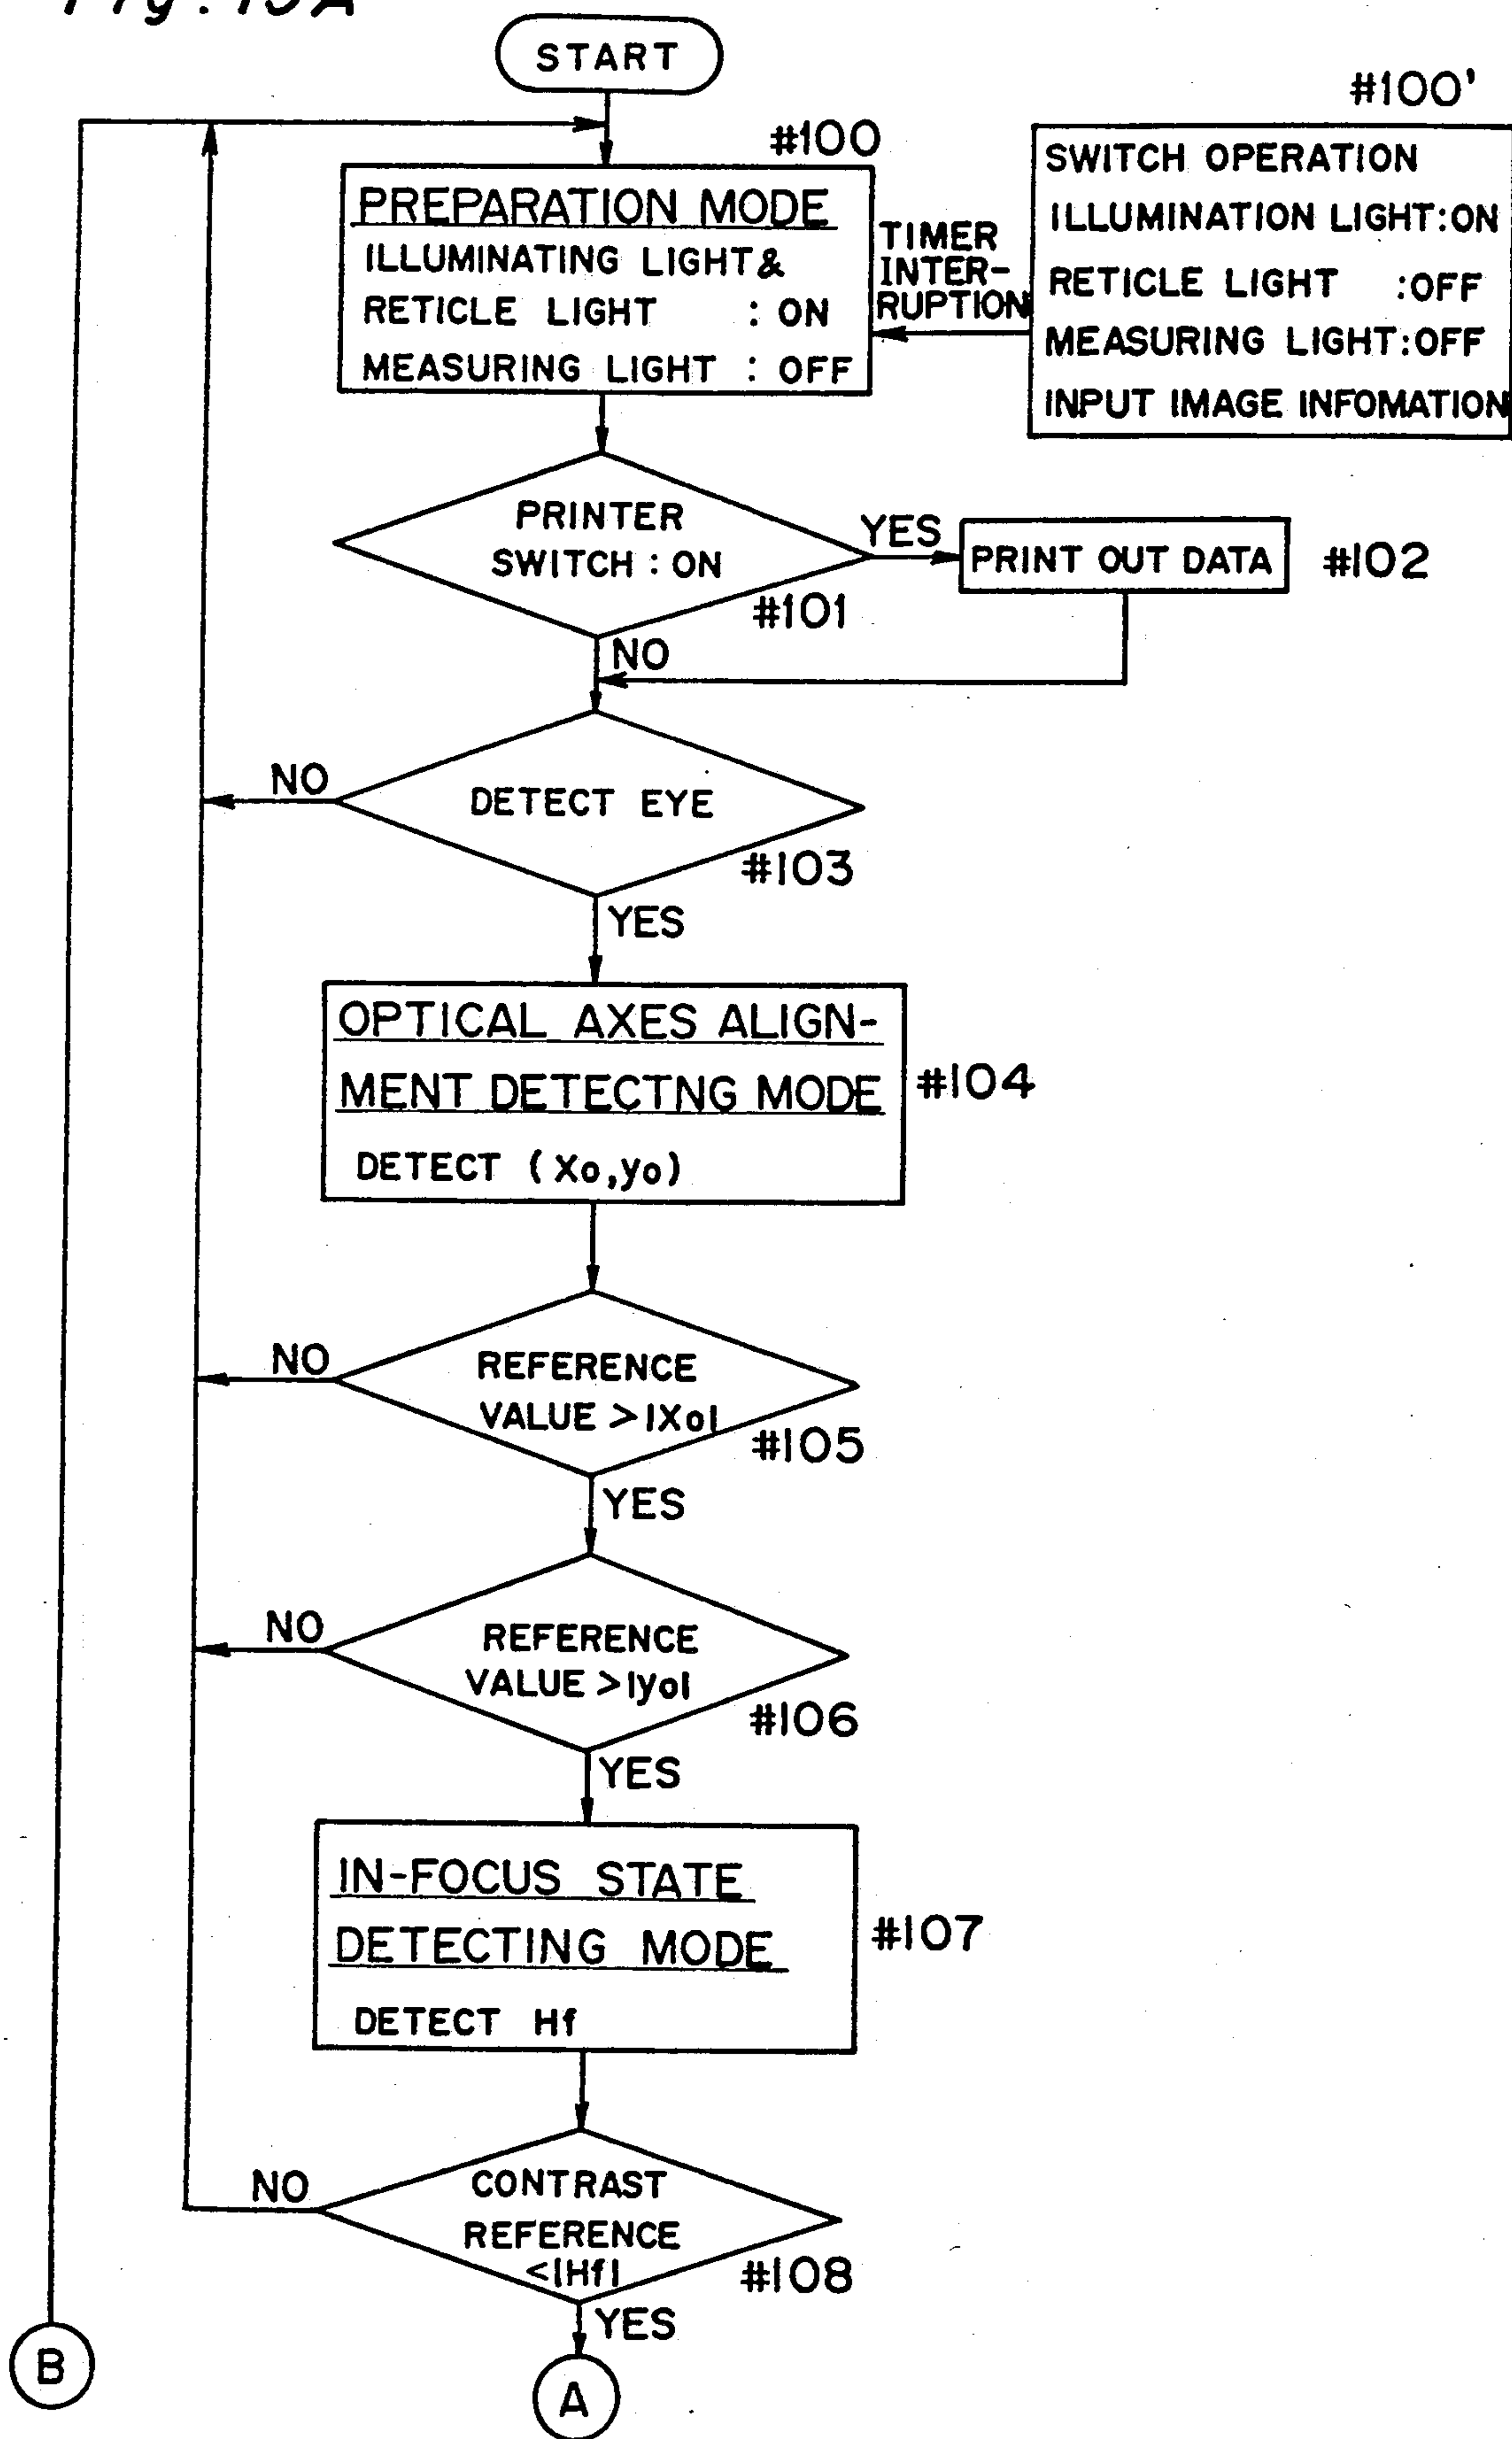 Fig. 15A
START
#100
PREPARATION MODE
ILLUMINATING LIGHT&
RETICLE LIGHT : ON
MEASURING LIGHT : OFF
TIMER
INTER-
RUPTION
#100'
SWITCH OPERATION
ILLUMINATION LIGHT:ON
RETICLE LIGHT :OFF
MEASURING LIGHT:OFF
INPUT IMAGE INFOMATION
PRINTER
SWITCH : ON
#101
YES
PRINT OUT DATA
#102
NO
DETECT EYE
NO
#103
YES
OPTICAL AXES ALIGN-
MENT DETECTNG MODE
DETECT (Xo,yo)
#104
NO
REFERENCE
VALUE >|Xo|
#105
YES
NO
REFERENCE
VALUE >|yo|
#106
YES
IN-FOCUS STATE
DETECTING MODE
DETECT Hf
#107
NO
CONTRAST
REFERENCE
<|Hf|
#108
YES
B
A